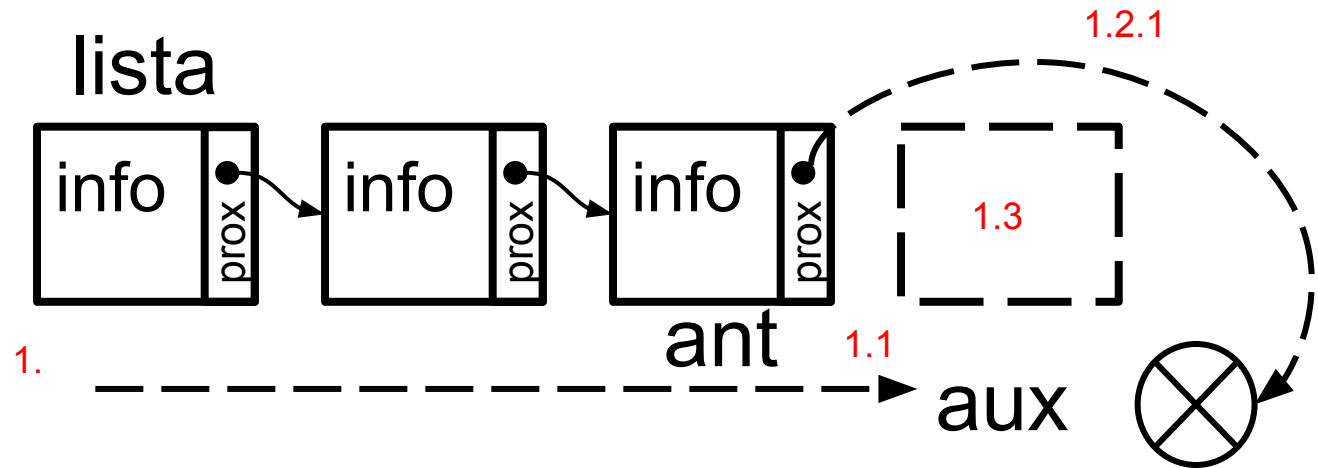 1.2.1
lista
info prox info prox info prox 1.3
ant
1. 1.1
aux